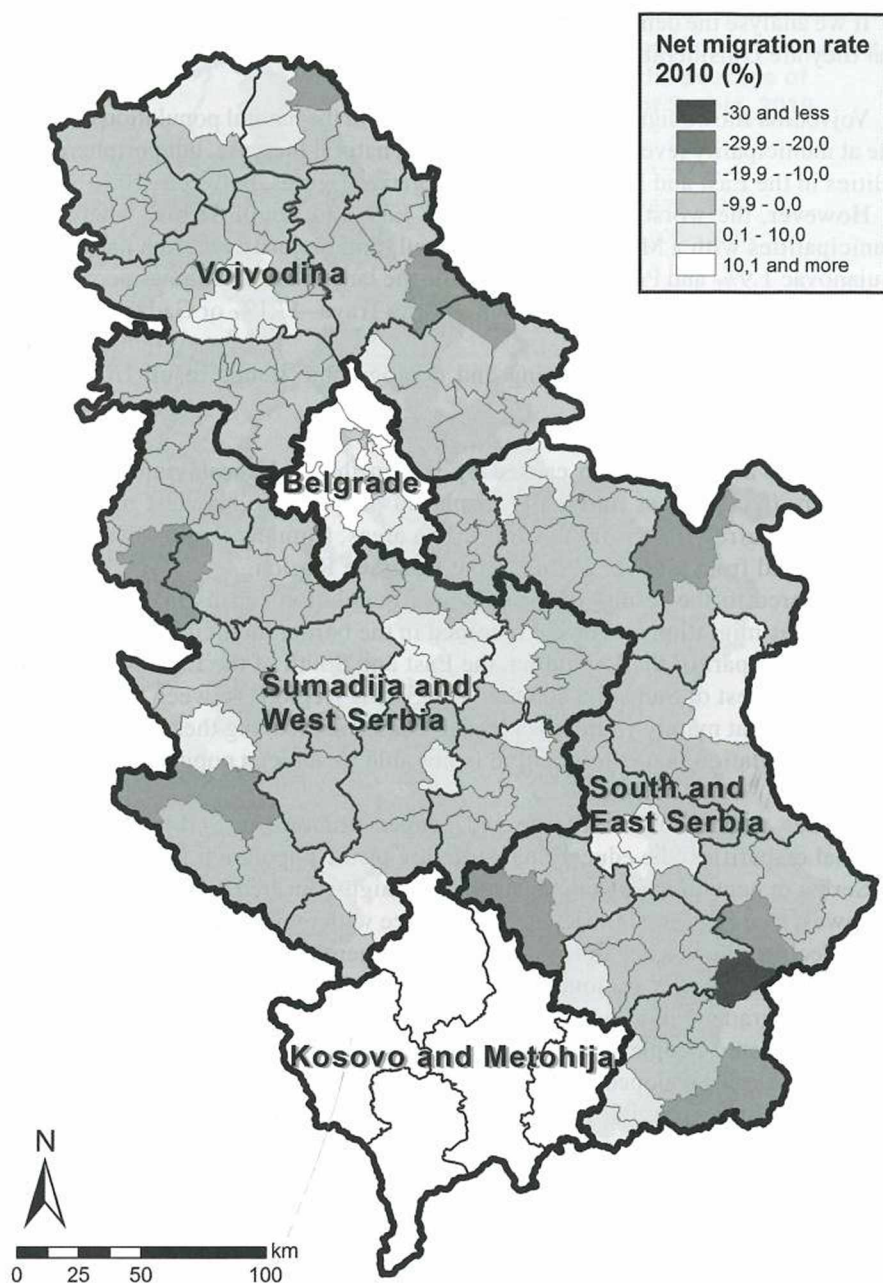 Net migration rate
2010 (%)
-30 and less
-29,9 - -20,0
-19,9 - -10,0
-9,9 - 0,0
0,1 - 10,0
10,1 and more
Vojvodina
Belgrade
Šumadija and
West Serbia
South and
East Serbia
Kosovo and Metohija
N
km
0 25 50 100